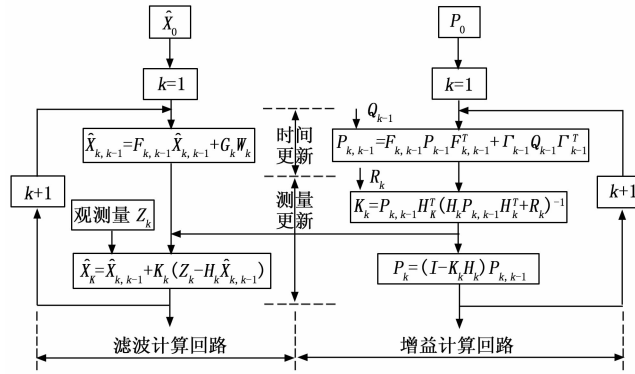 X̂₀
P₀
k=1
k=1
Q_{k-1}
X̂_{k, k-1}=F_{k, k-1}X̂_{k, k-1}+G_kW_k
时间
更新
P_{k, k-1}=F_{k, k-1}P_{k-1}F^T_{k, k-1}+Γ_{k-1}Q_{k-1}Γ^T_{k-1}
R_k
k+1
k+1
测量
更新
K_k=P_{k, k-1}H^T_K(H_kP_{k, k-1}H^T_k+R_k)^{-1}
观测量 Z_k
X̂_K=X̂_{k, k-1}+K_k(Z_k-H_kX̂_{k, k-1})
P_k=(I-K_kH_k)P_{k, k-1}
滤波计算回路
增益计算回路